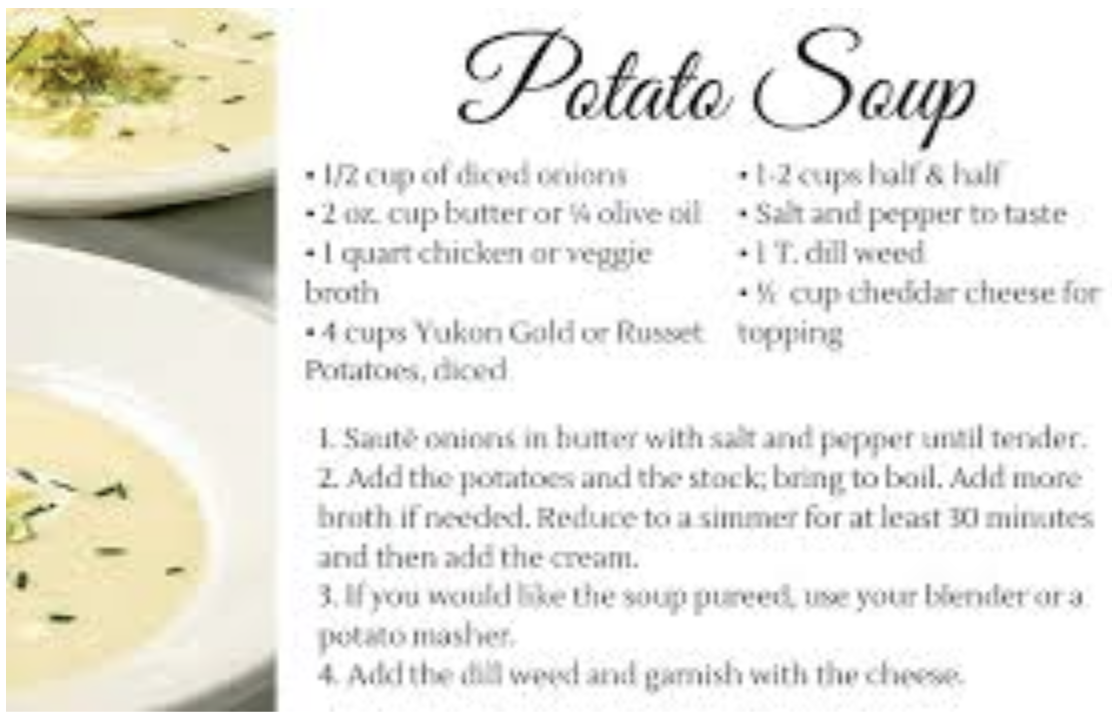 Potato Soup
• 1/2 cup of diced onions
• 2 oz. cup butter or ¼ olive oil
• 1 quart chicken or veggie
broth
• 4 cups Yukon Gold or Russet
Potatoes, diced
• 1-2 cups half & half
• Salt and pepper to taste
• 1 T. dill weed
• ½ cup cheddar cheese for
topping
1. Sauté onions in butter with salt and pepper until tender.
2. Add the potatoes and the stock; bring to boil. Add more
broth if needed. Reduce to a simmer for at least 30 minutes
and then add the cream.
3. If you would like the soup pureed, use your blender or a
potato masher.
4. Add the dill weed and garnish with the cheese.